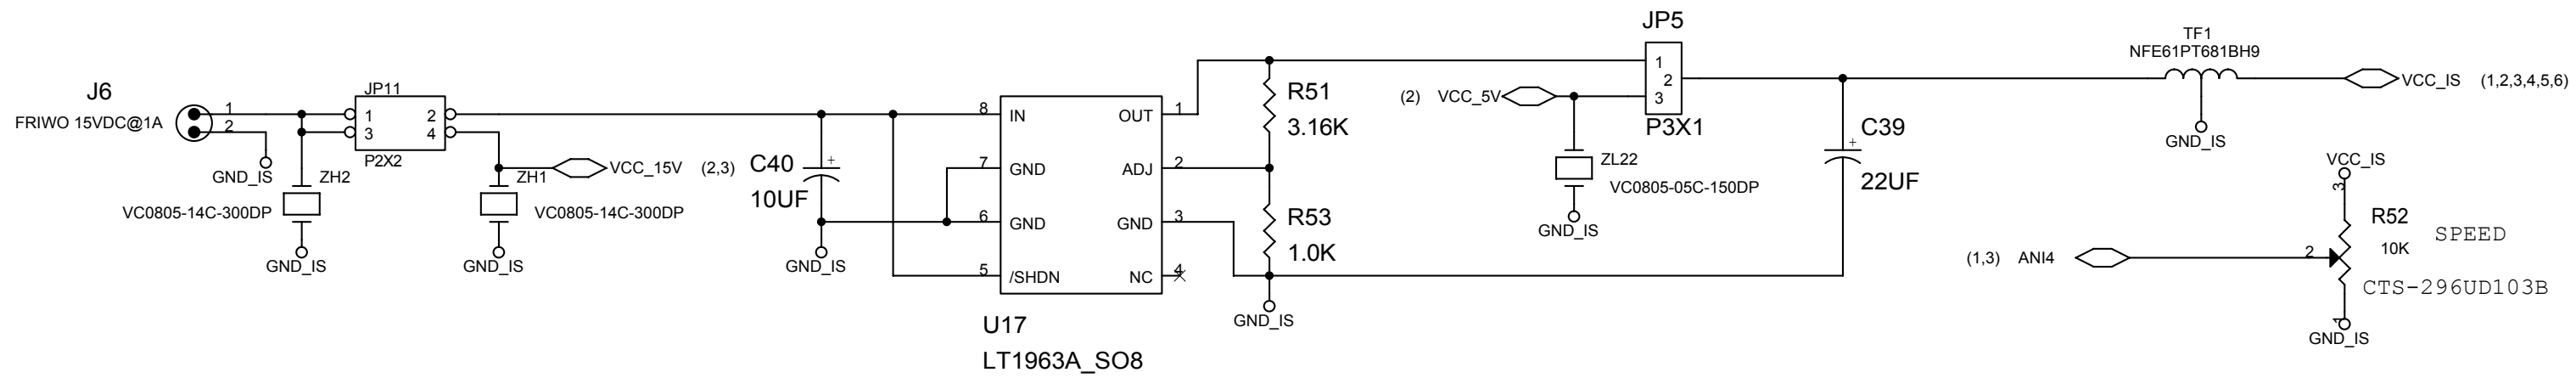 J6
FRIWO 15VDC@1A
1
2
GND_IS
ZH2
VC0805-14C-300DP
GND_IS
JP11
1
2
3
4
P2X2
VCC_15V (2,3)
ZH1
VC0805-14C-300DP
GND_IS
C40
+
10UF
GND_IS
8 IN
7 GND
6 GND
5 /SHDN
OUT 1
ADJ 2
GND 3
NC 4
U17
LT1963A_SO8
R51
3.16K
R53
1.0K
GND_IS
(2) VCC_5V
ZL22
VC0805-05C-150DP
GND_IS
JP5
1
2
3
P3X1
C39
+
22UF
TF1
NFE61PT681BH9
GND_IS
VCC_IS (1,2,3,4,5,6)
VCC_IS
3
R52
10K
SPEED
(1,3) ANI4
2
CTS-296UD103B
1
GND_IS